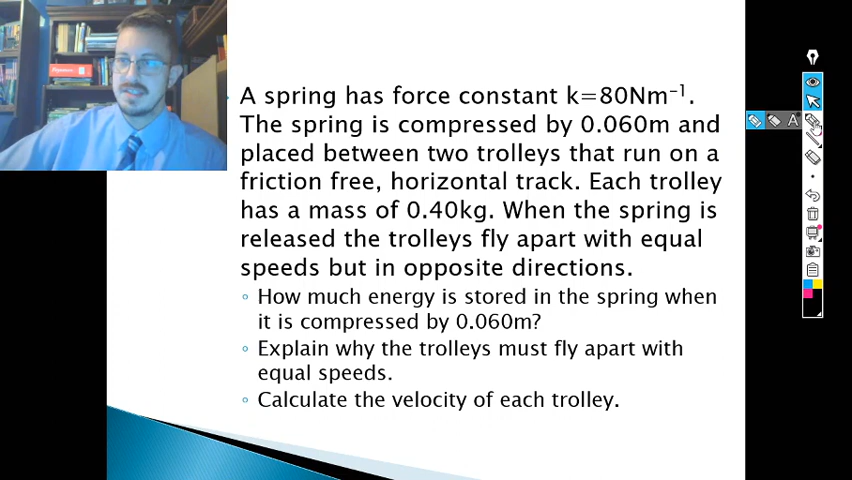 A spring has force constant k=80Nm⁻¹.
The spring is compressed by 0.060m and
placed between two trolleys that run on a
friction free, horizontal track. Each trolley
has a mass of 0.40kg. When the spring is
released the trolleys fly apart with equal
speeds but in opposite directions.
◦ How much energy is stored in the spring when
it is compressed by 0.060m?
◦ Explain why the trolleys must fly apart with
equal speeds.
◦ Calculate the velocity of each trolley.
A